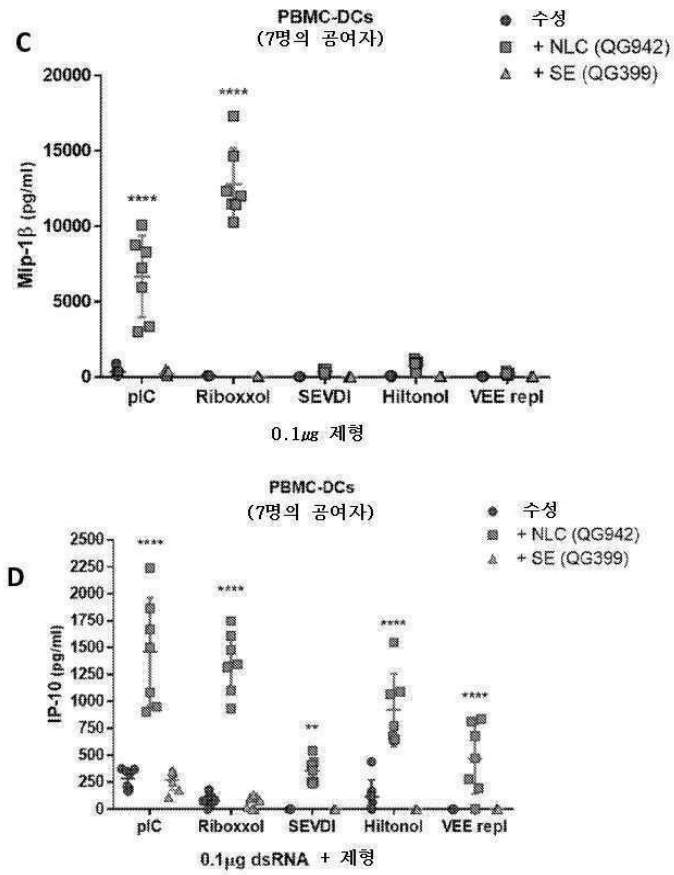 C
PBMC-DCs
(7명의 공여자)
수성
+ NLC (QG942)
+ SE (QG399)
Mip-1β (pg/ml)
20000
15000
10000
5000
0
****
****
pIC
Riboxxol
SEVDI
Hiltonol
VEE repl
0.1μg 제형
D
PBMC-DCs
(7명의 공여자)
수성
+ NLC (QG942)
+ SE (QG399)
IP-10 (pg/ml)
2500
2250
2000
1750
1500
1250
1000
750
500
250
0
****
****
**
****
****
pIC
Riboxxol
SEVDI
Hiltonol
VEE repl
0.1μg dsRNA + 제형